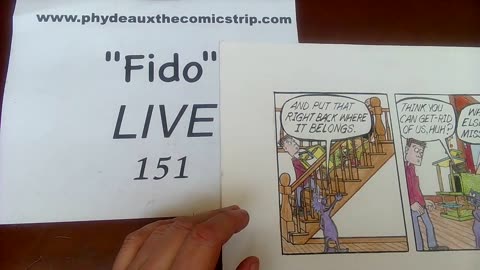 www.phydeauxthecomicstrip.com
"Fido"
LIVE
151
AND PUT THAT
RIGHT BACK WHERE
IT BELONGS.
THINK YOU
CAN GET-RID
OF US, HUH?